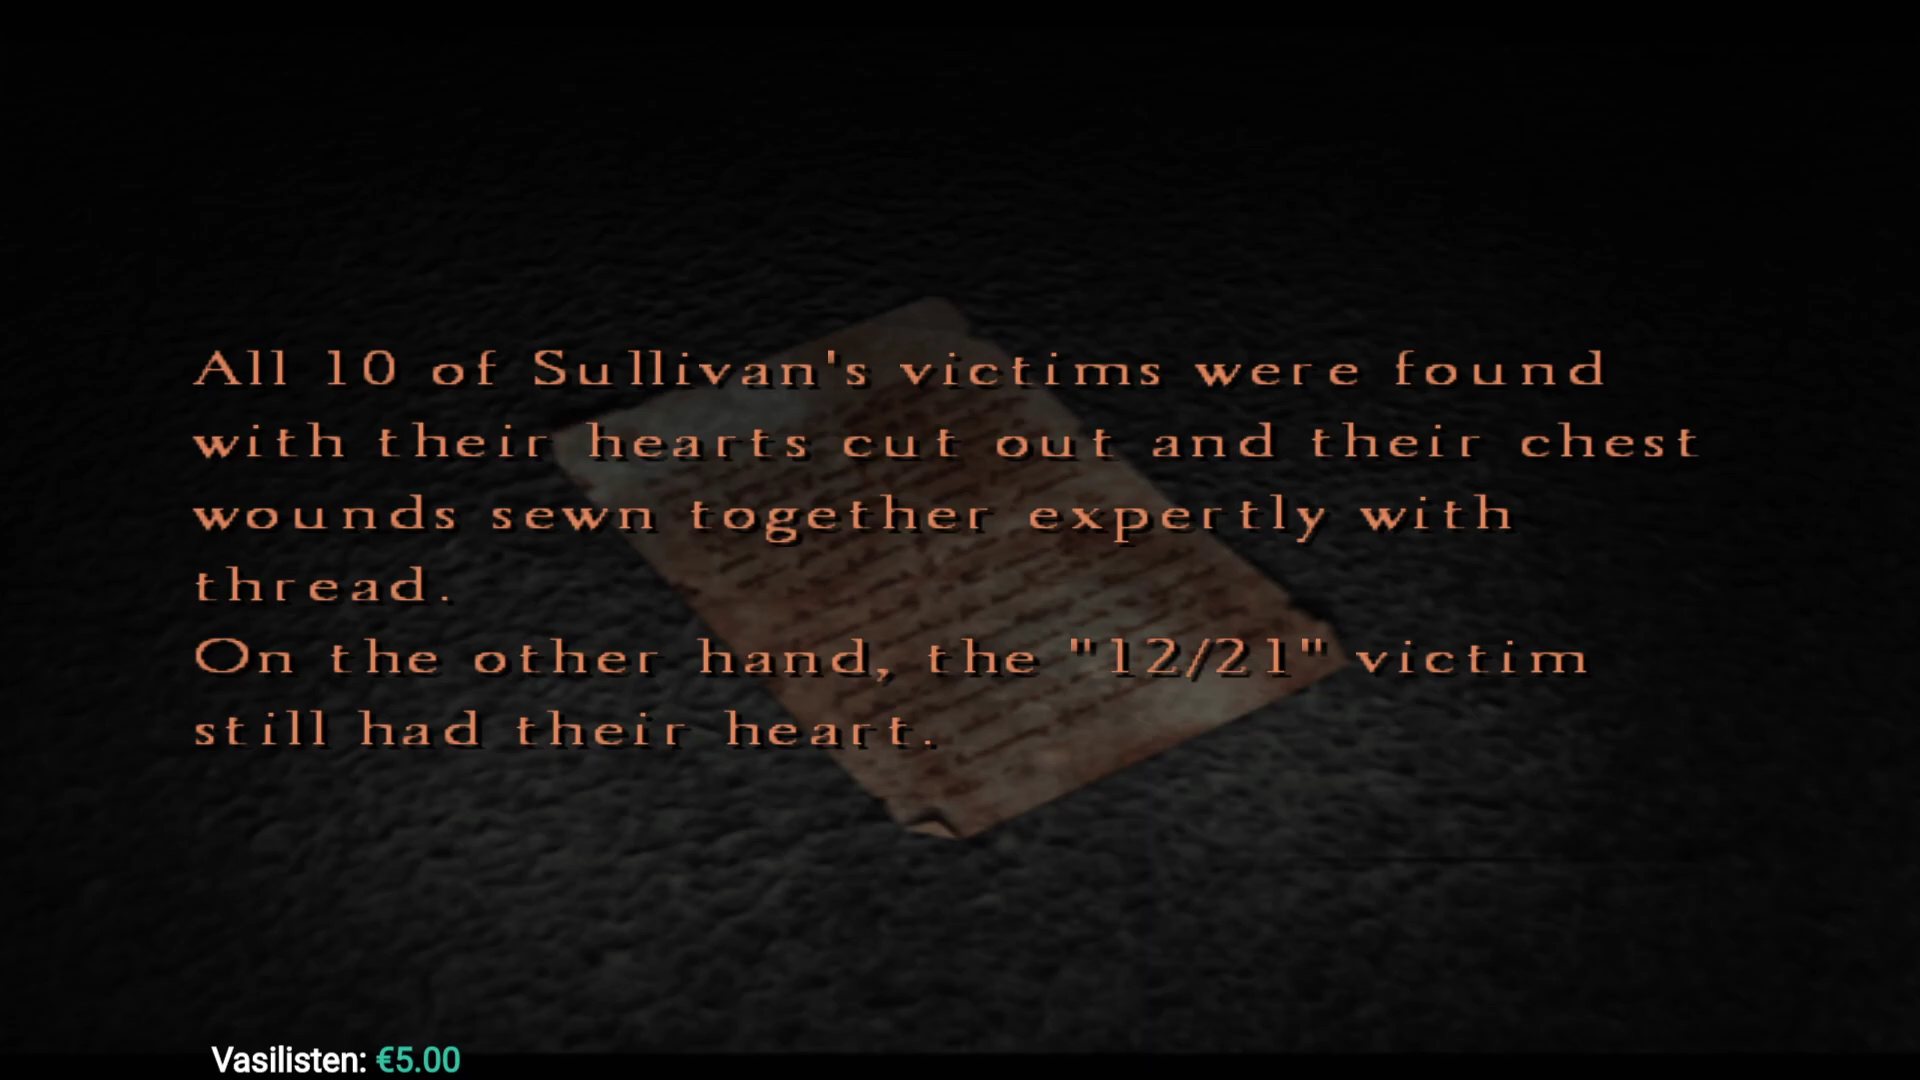 All 10 of Sullivan's victims were found
with their hearts cut out and their chest
wounds sewn together expertly with
thread.
On the other hand, the "12/21" victim
still had their heart.
Vasilisten: €5.00